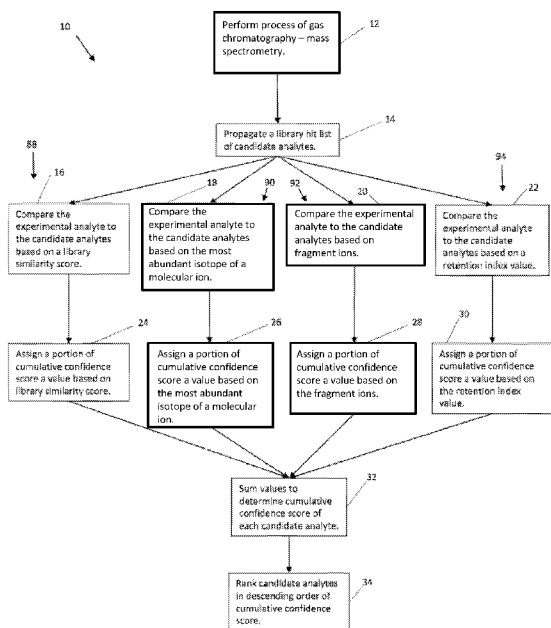 10
Perform process of gas
chromatography – mass
spectrometry.
12
Propagate a library hit list
of candidate analytes.
14
88
16
18
90
92
20
94
22
Compare the
experimental analyte to
the candidate analytes
based on a library
similarity score.
Compare the
experimental analyte to
the candidate analytes
based on the most
abundant isotope of a
molecular ion.
Compare the experimental
analyte to the candidate
analytes based on
fragment ions.
Compare the
experimental analyte
to the candidate
analytes based on a
retention index value.
24
26
28
30
Assign a portion of
cumulative confidence
score a value based on
library similarity score.
Assign a portion of
cumulative confidence
score a value based on
the most abundant
isotope of a molecular
ion.
Assign a portion of
cumulative confidence
score a value based on
the fragment ions.
Assign a portion of
cumulative confidence
score a value based on
the retention index
value.
32
Sum values to
determine cumulative
confidence score of
each candidate analyte.
34
Rank candidate analytes
in descending order of
cumulative confidence
score.